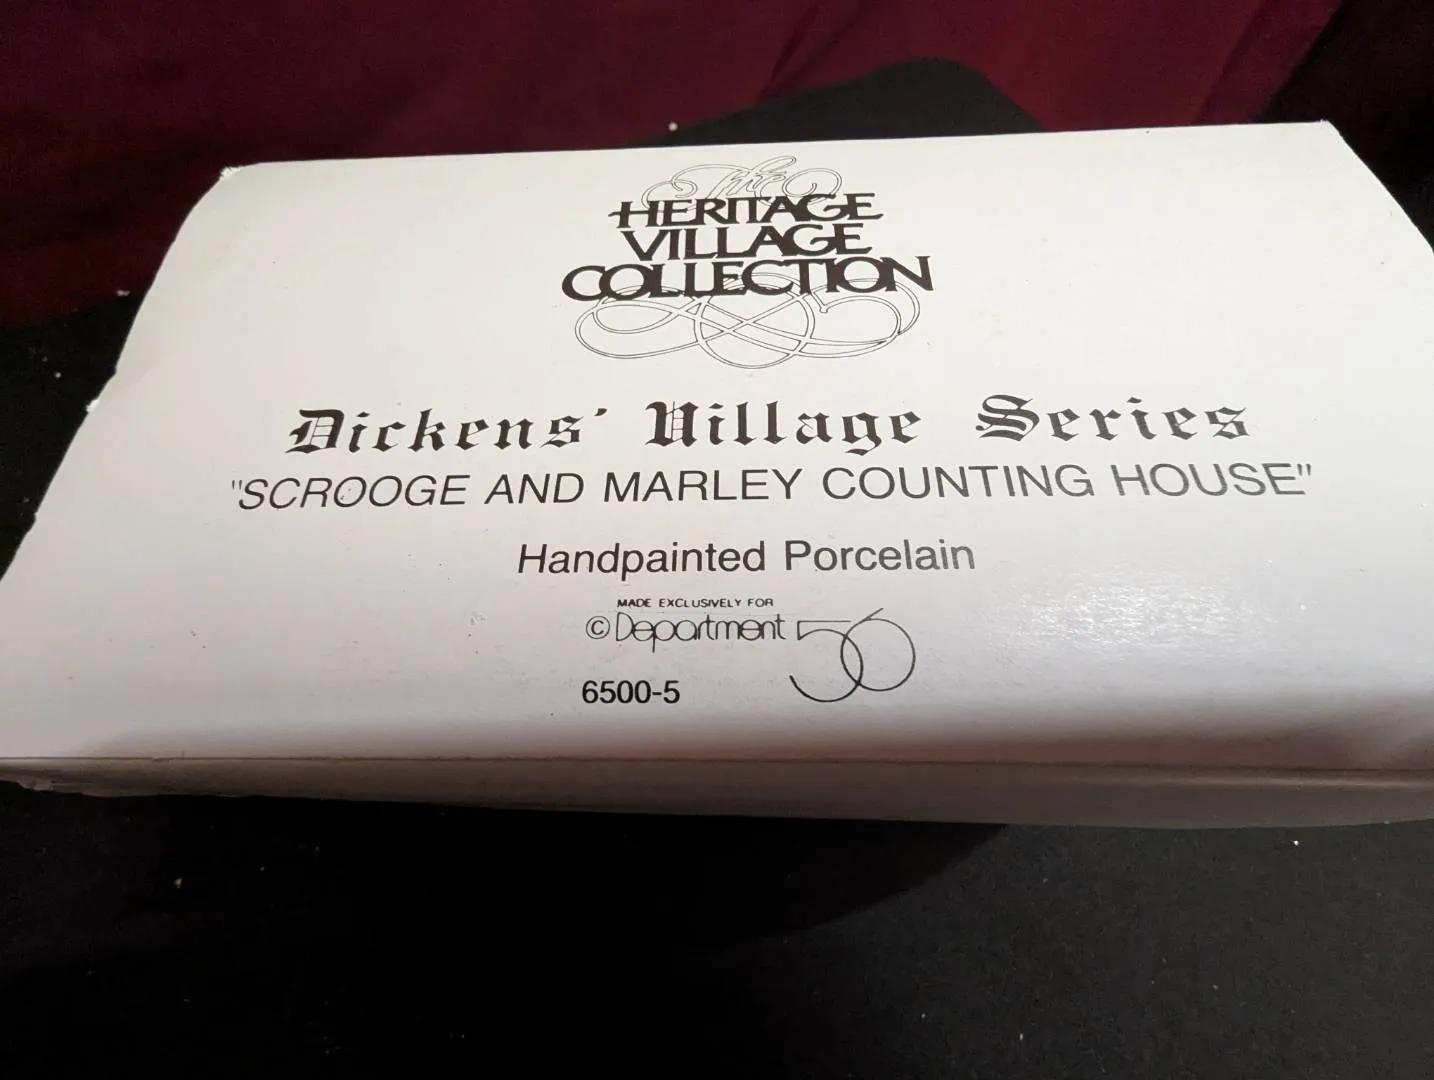 The
HERITAGE
VILLAGE
COLLECTION
Dickens' Village Series
"SCROOGE AND MARLEY COUNTING HOUSE"
Handpainted Porcelain
MADE EXCLUSIVELY FOR
© Department 56
6500-5